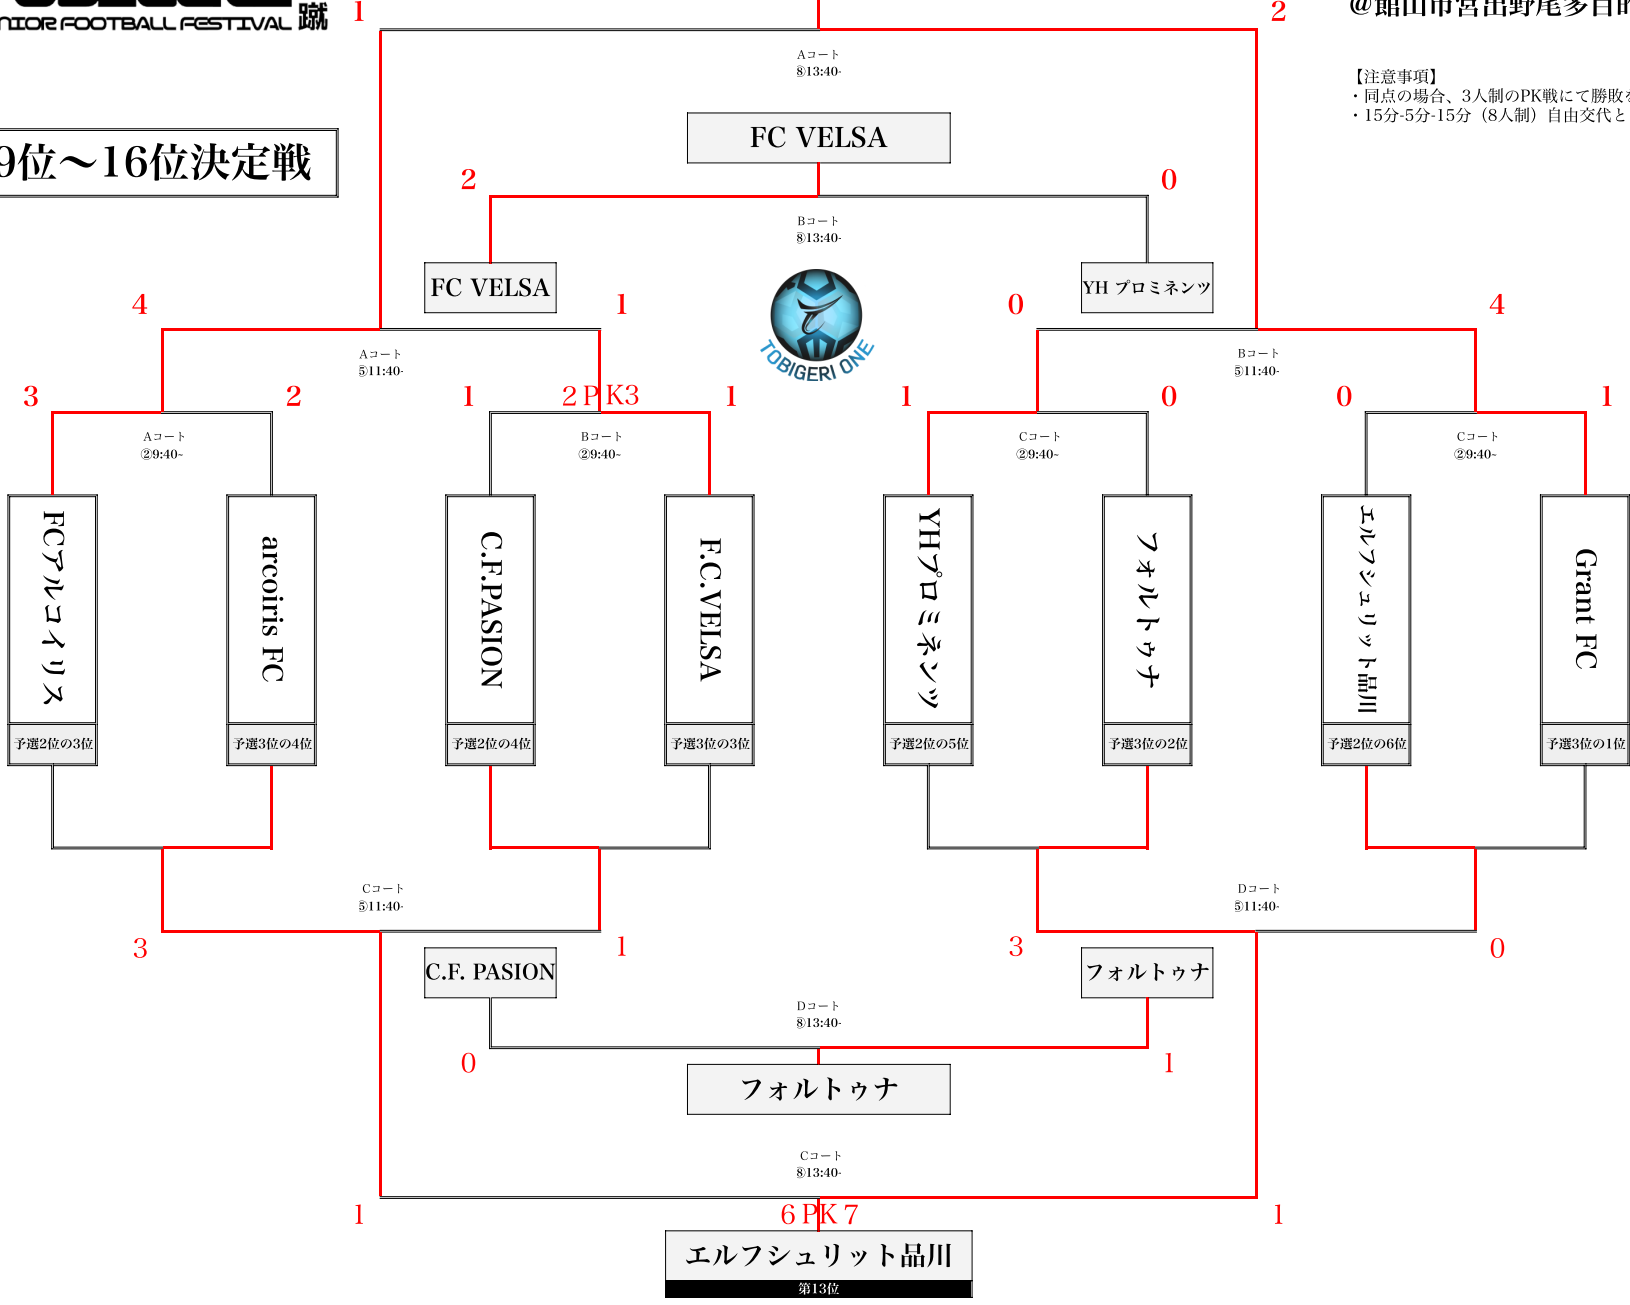 NIOR FOOTBALL FESTIVAL 蹴
1
2
@館山市営出野尾多目的
Aコート
⑧13:40-
【注意事項】
・同点の場合、3人制のPK戦にて勝敗を
・15分-5分-15分（8人制）自由交代と
9位～16位決定戦
FC VELSA
2
0
Bコート
⑧13:40-
FC VELSA
YH プロミネンツ
4
1
0
4
TOBIGERI ONE
Aコート
⑤11:40-
Bコート
⑤11:40-
3
2
1
2 PK3
1
1
0
0
1
Aコート
②9:40~
Bコート
②9:40~
Cコート
②9:40~
Cコート
②9:40~
FCアルコイリス
arcoiris FC
C.F.PASION
F.C.VELSA
YHプロミネンツ
フォルトゥナ
エルフシュリット品川
Grant FC
予選2位の3位
予選3位の4位
予選2位の4位
予選3位の3位
予選2位の5位
予選3位の2位
予選2位の6位
予選3位の1位
Cコート
⑤11:40-
Dコート
⑤11:40-
3
1
3
0
C.F. PASION
フォルトゥナ
Dコート
⑧13:40-
0
1
フォルトゥナ
Cコート
⑧13:40-
1
6 PK 7
1
エルフシュリット品川
第13位